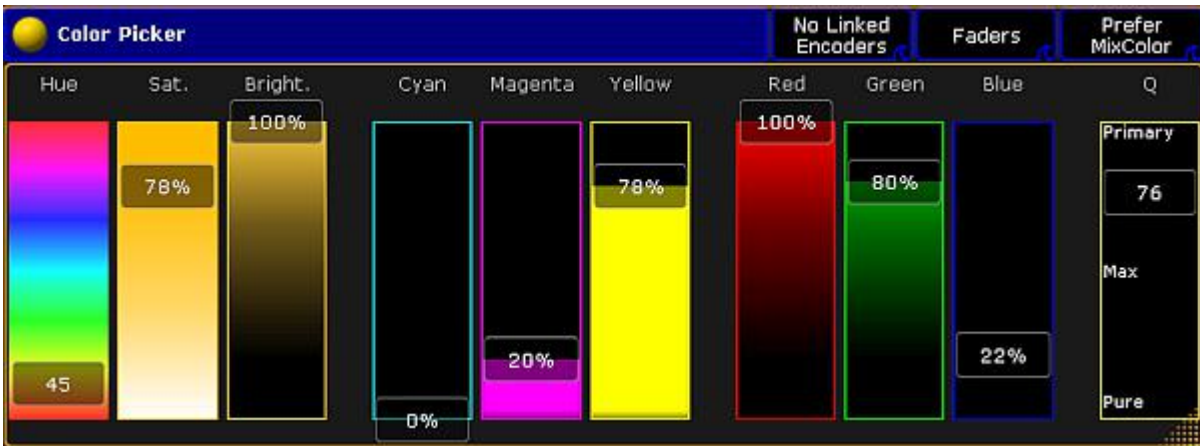 Color Picker
No Linked
Encoders
Faders
Prefer
MixColor
Hue
Sat.
Bright.
Cyan
Magenta
Yellow
Red
Green
Blue
Q
100%
100%
Primary
78%
78%
80%
76
Max
20%
22%
45
Pure
0%